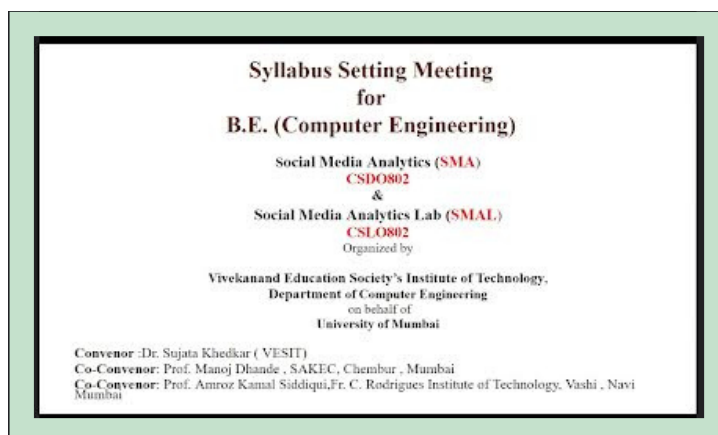 Syllabus Setting Meeting
for
B.E. (Computer Engineering)
Social Media Analytics (SMA)
CSDO802
&
Social Media Analytics Lab (SMAL)
CSLO802
Organized by
Vivekanand Education Society's Institute of Technology,
Department of Computer Engineering
on behalf of
University of Mumbai
Convenor :Dr. Sujata Khedkar ( VESIT)
Co-Convenor: Prof. Manoj Dhande , SAKEC, Chembur , Mumbai
Co-Convenor: Prof. Amroz Kamal Siddiqui,Fr. C. Rodrigues Institute of Technology, Vashi , Navi
Mumbai